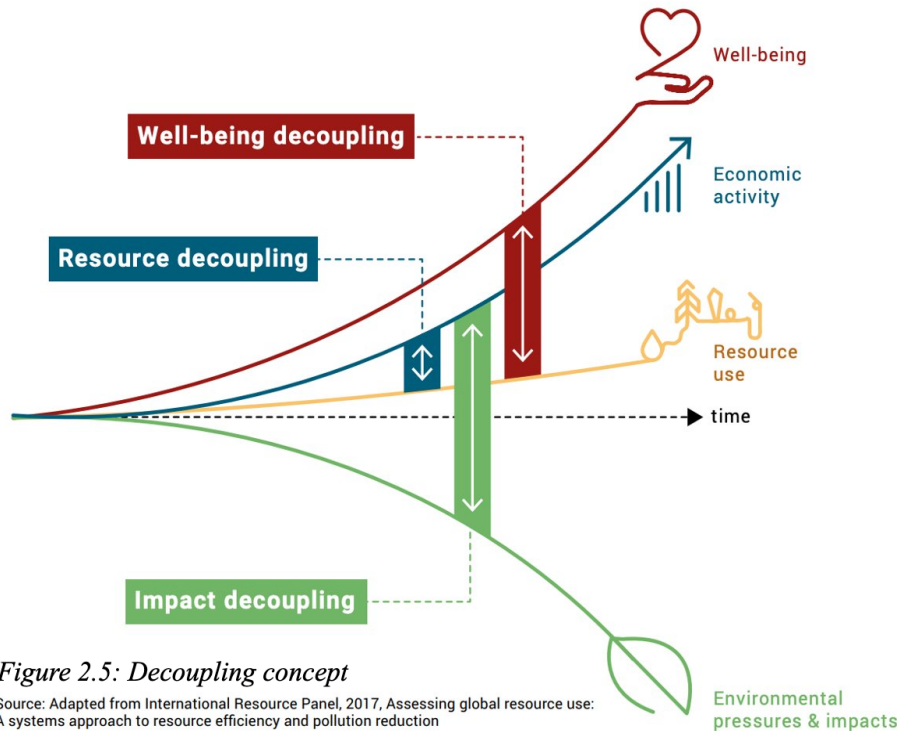 Well-being
Well-being decoupling
Economic
activity
Resource decoupling
Resource
use
time
Impact decoupling
Figure 2.5: Decoupling concept
Source: Adapted from International Resource Panel, 2017, Assessing global resource use:
A systems approach to resource efficiency and pollution reduction
Environmental
pressures & impacts